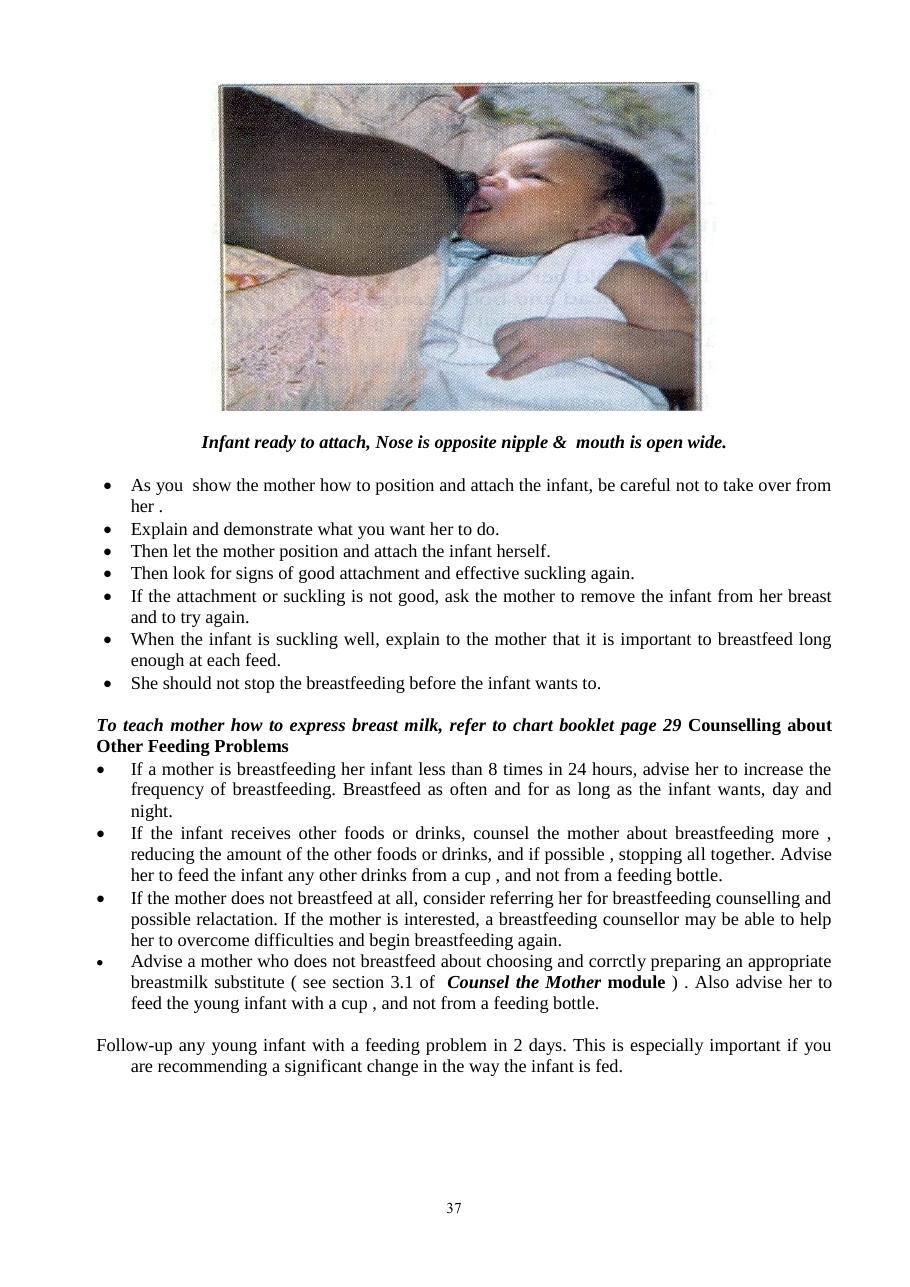 Infant ready to attach, Nose is opposite nipple & mouth is open wide.
• As you show the mother how to position and attach the infant, be careful not to take over from
her .
• Explain and demonstrate what you want her to do.
• Then let the mother position and attach the infant herself.
• Then look for signs of good attachment and effective suckling again.
• If the attachment or suckling is not good, ask the mother to remove the infant from her breast
and to try again.
• When the infant is suckling well, explain to the mother that it is important to breastfeed long
enough at each feed.
• She should not stop the breastfeeding before the infant wants to.
To teach mother how to express breast milk, refer to chart booklet page 29 Counselling about
Other Feeding Problems
• If a mother is breastfeeding her infant less than 8 times in 24 hours, advise her to increase the
frequency of breastfeeding. Breastfeed as often and for as long as the infant wants, day and
night.
• If the infant receives other foods or drinks, counsel the mother about breastfeeding more ,
reducing the amount of the other foods or drinks, and if possible , stopping all together. Advise
her to feed the infant any other drinks from a cup , and not from a feeding bottle.
• If the mother does not breastfeed at all, consider referring her for breastfeeding counselling and
possible relactation. If the mother is interested, a breastfeeding counsellor may be able to help
her to overcome difficulties and begin breastfeeding again.
• Advise a mother who does not breastfeed about choosing and corrctly preparing an appropriate
breastmilk substitute ( see section 3.1 of Counsel the Mother module ) . Also advise her to
feed the young infant with a cup , and not from a feeding bottle.
Follow-up any young infant with a feeding problem in 2 days. This is especially important if you
are recommending a significant change in the way the infant is fed.
37